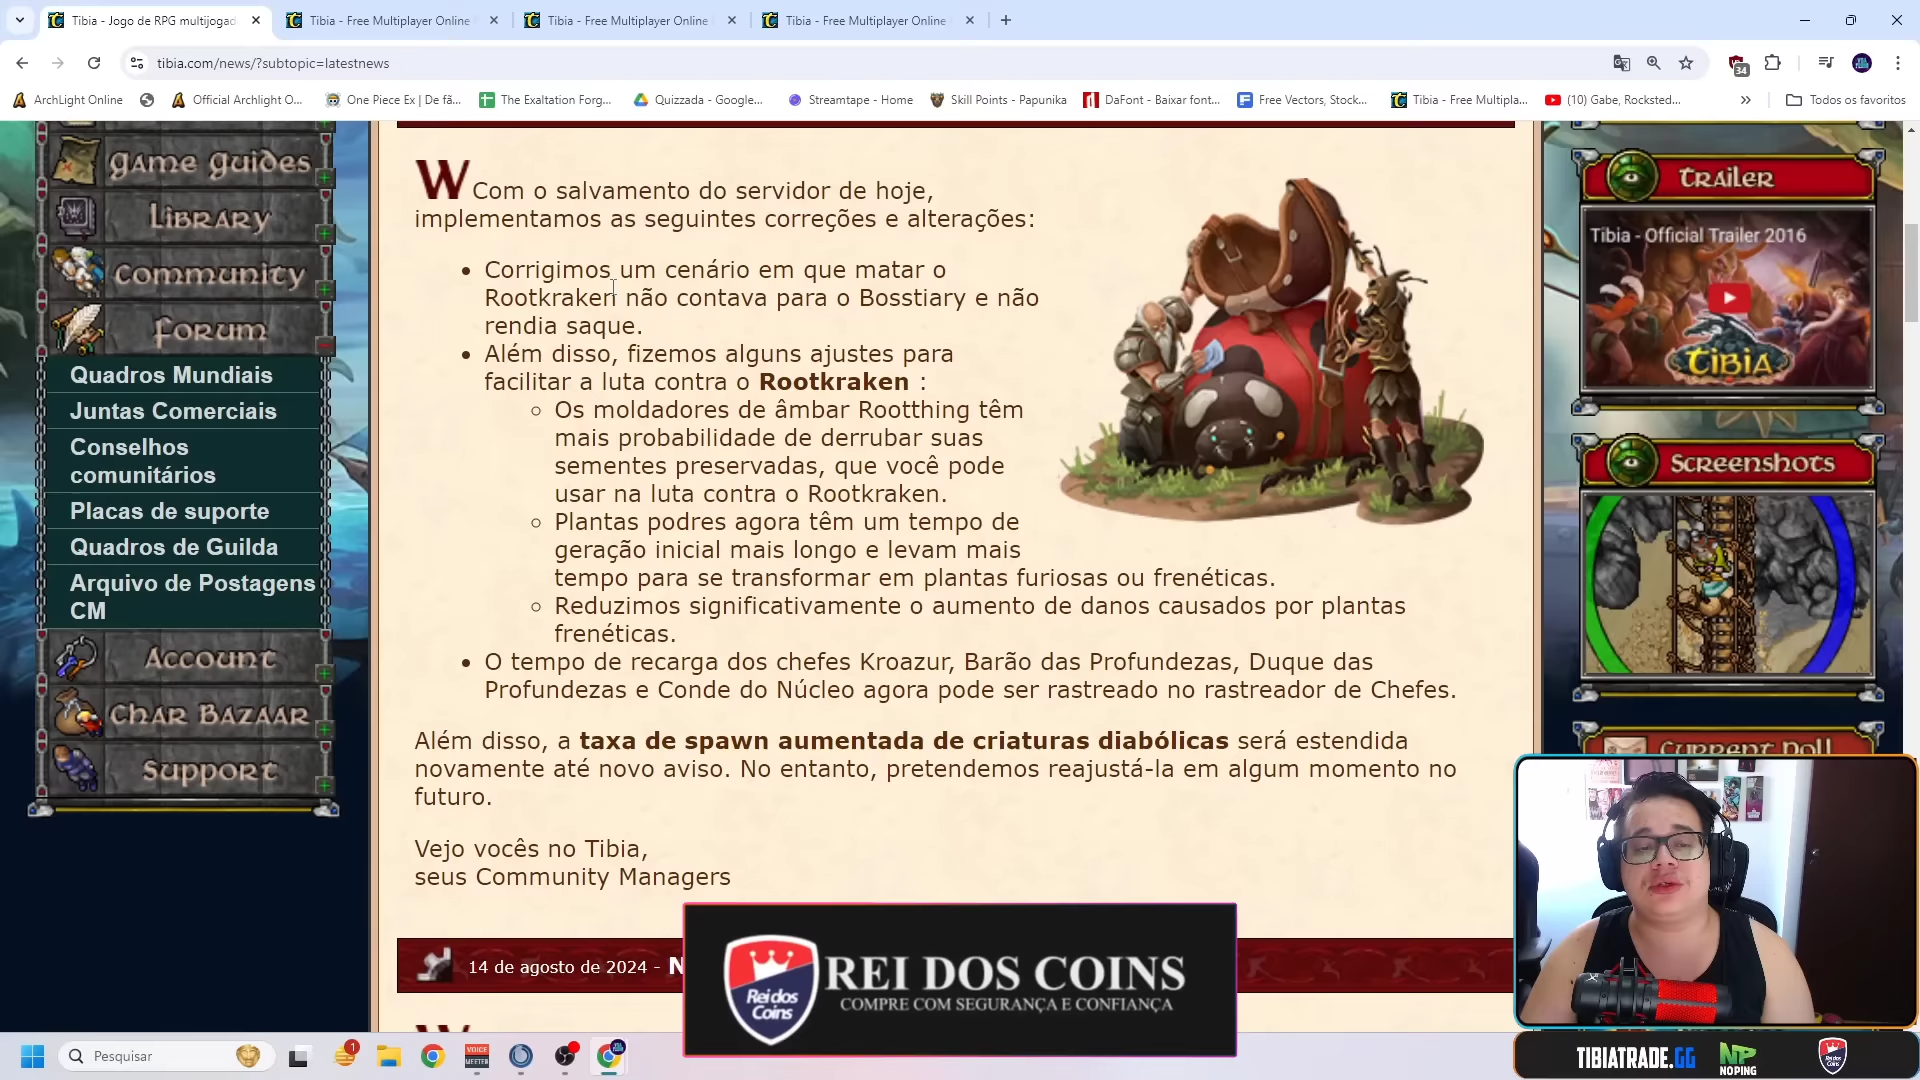 Tibia - Jogo de RPG multijogad
Tibia - Free Multiplayer Online
Tibia - Free Multiplayer Online
Tibia - Free Multiplayer Online
tibia.com/news/?subtopic=latestnews
34
ArchLight Online
Official Archlight O...
One Piece Ex | De fã...
The Exaltation Forg...
Quizzada - Google...
Streamtape - Home
Skill Points - Papunika
DaFont - Baixar font...
Free Vectors, Stock...
Tibia - Free Multipla...
(10) Gabe, Rocksted...
Todos os favoritos
Game Guides
Library
Community
Forum
Quadros Mundiais
Juntas Comerciais
Conselhos
comunitários
Placas de suporte
Quadros de Guilda
Arquivo de Postagens
CM
Account
Char Bazaar
Support
W Com o salvamento do servidor de hoje,
implementamos as seguintes correções e alterações:
• Corrigimos um cenário em que matar o
Rootkraken não contava para o Bosstiary e não
rendia saque.
• Além disso, fizemos alguns ajustes para
facilitar a luta contra o Rootkraken :
○ Os moldadores de âmbar Rootthing têm
mais probabilidade de derrubar suas
sementes preservadas, que você pode
usar na luta contra o Rootkraken.
○ Plantas podres agora têm um tempo de
geração inicial mais longo e levam mais
tempo para se transformar em plantas furiosas ou frenéticas.
○ Reduzimos significativamente o aumento de danos causados por plantas
frenéticas.
• O tempo de recarga dos chefes Kroazur, Barão das Profundezas, Duque das
Profundezas e Conde do Núcleo agora pode ser rastreado no rastreador de Chefes.
Além disso, a taxa de spawn aumentada de criaturas diabólicas será estendida
novamente até novo aviso. No entanto, pretendemos reajustá-la em algum momento no
futuro.
Vejo vocês no Tibia,
seus Community Managers
14 de agosto de 2024 - N
W
Trailer
Tibia - Official Trailer 2016
TIBIA
Screenshots
Current Poll
Rei dos Coins
REI DOS COINS
COMPRE COM SEGURANÇA E CONFIANÇA
Pesquisar
1
VOICE
MEETER
TIBIATRADE.GG
NP
NOPING